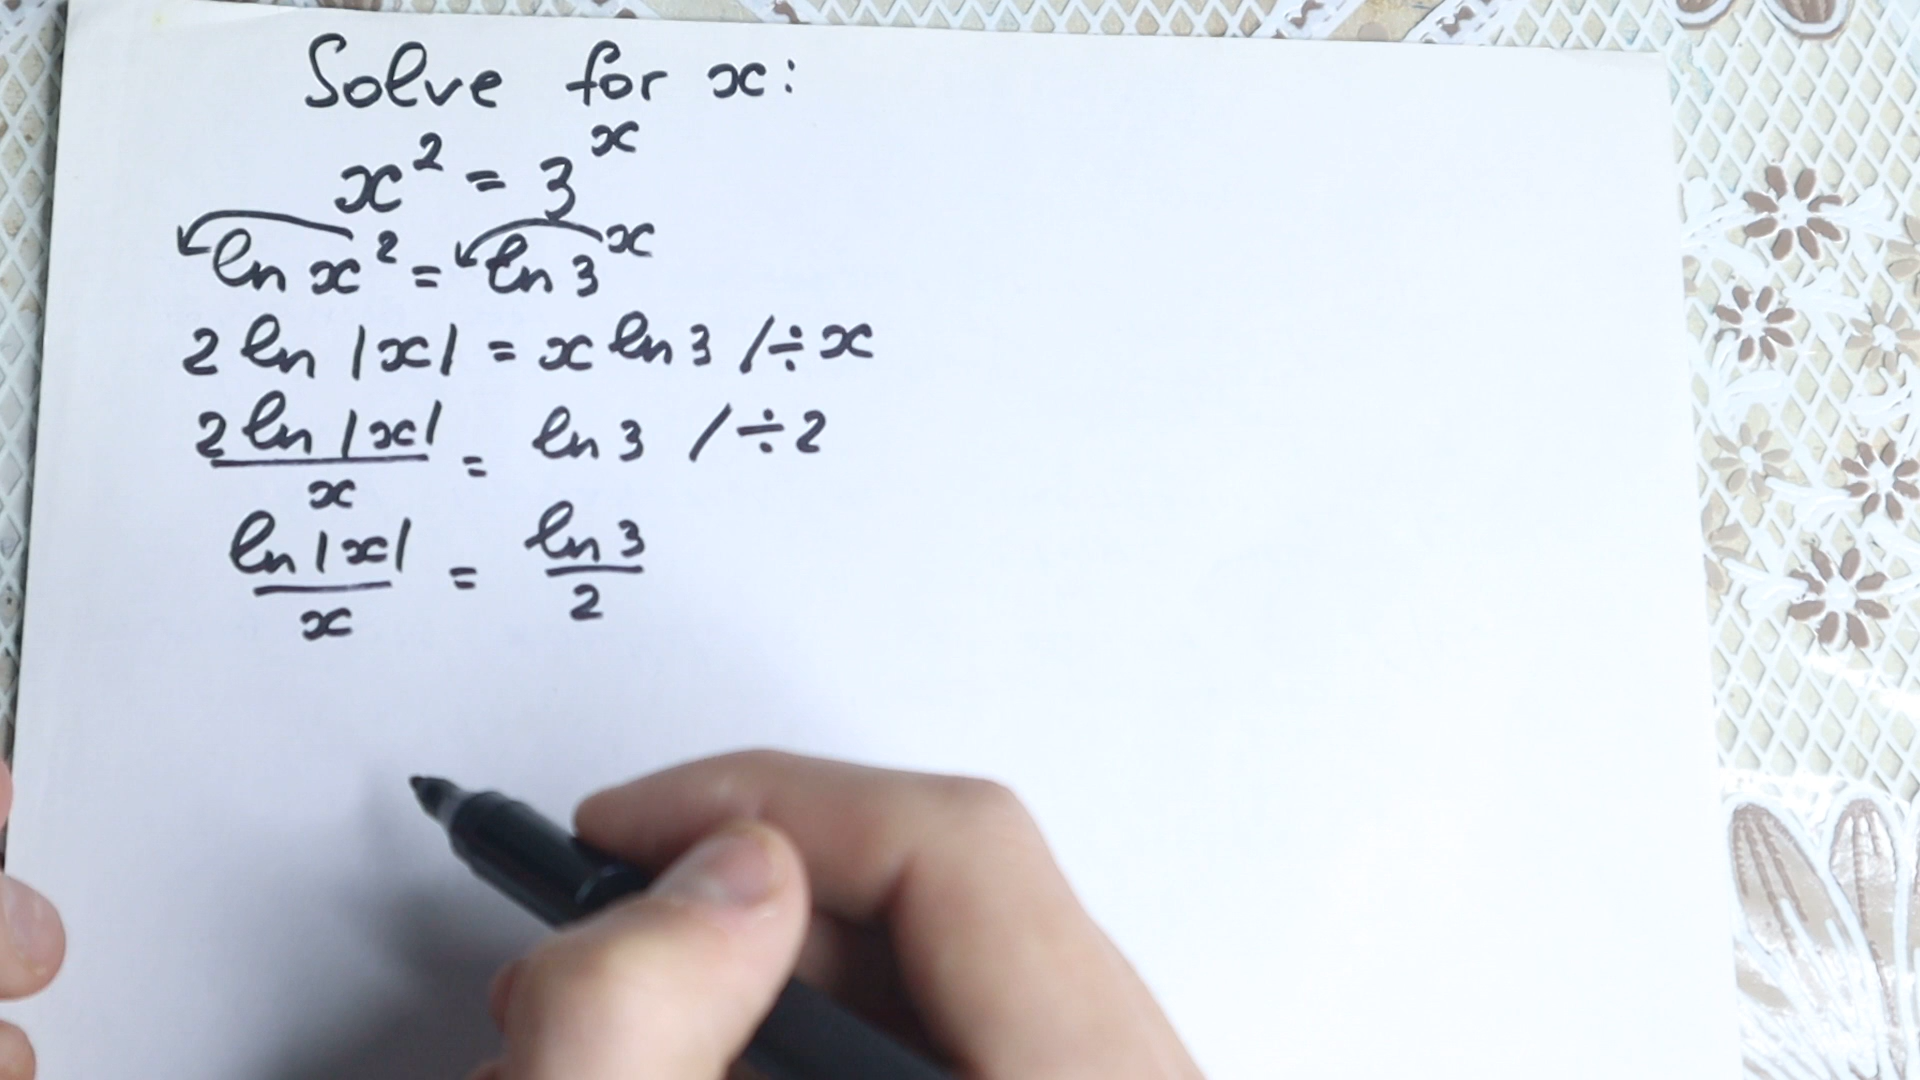 Solve for x:
x² = 3ˣ
ln x² = ln 3ˣ
2 ln |x| = x ln 3 / ÷ x
2 ln |x| / x = ln 3 / ÷ 2
ln |x| / x = ln 3 / 2